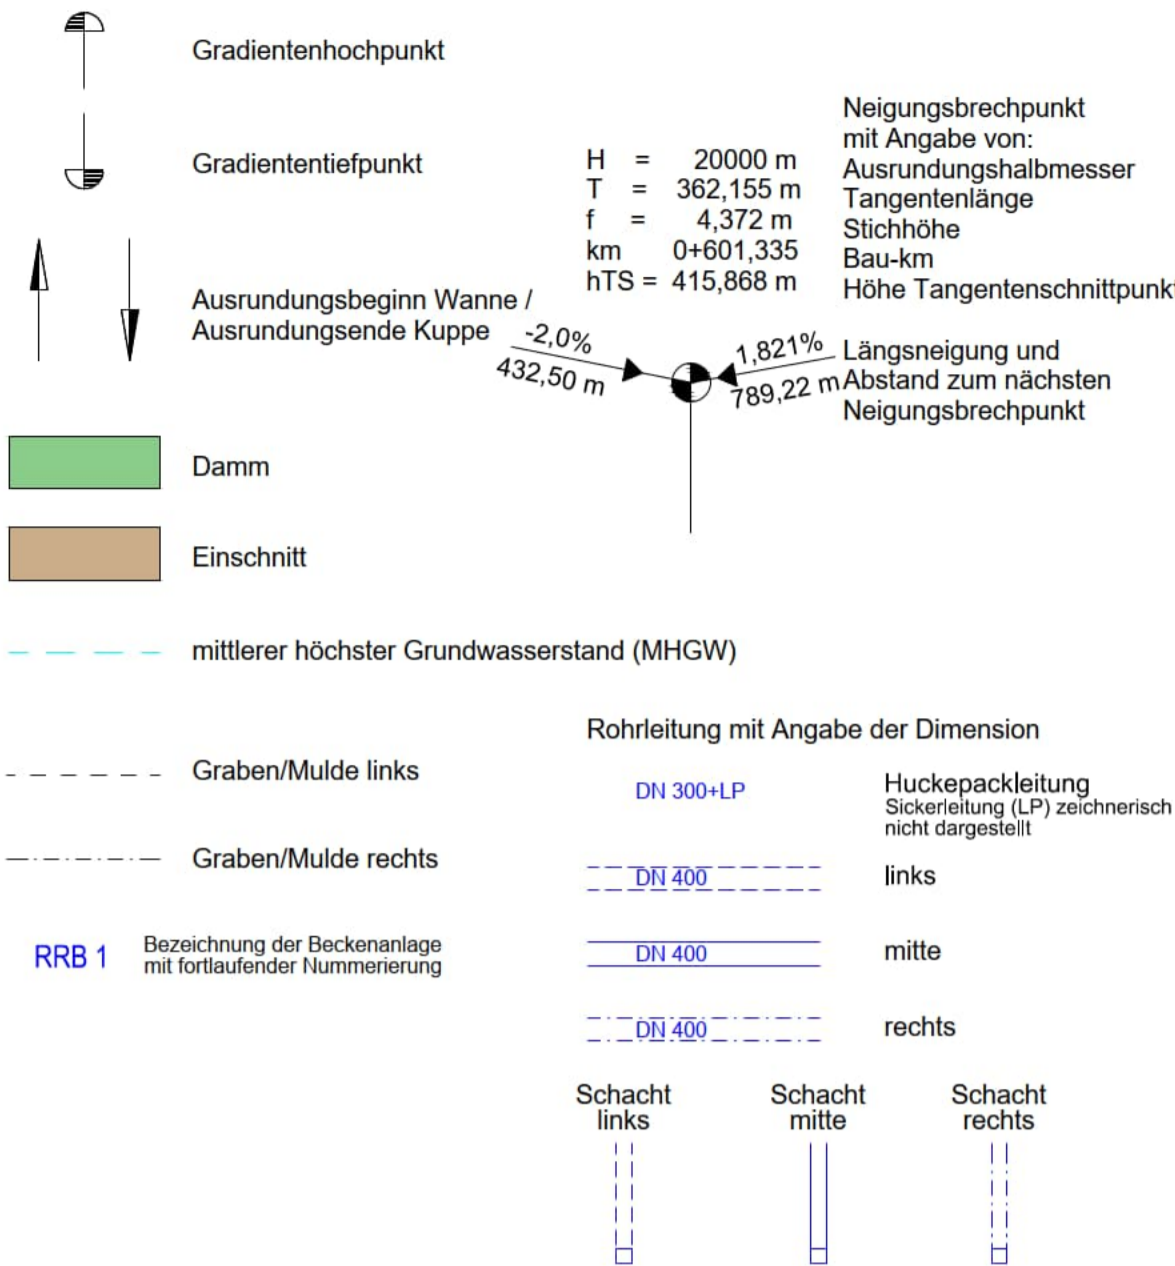 Gradientenhochpunkt
Gradiententiefpunkt
Ausrundungsbeginn Wanne /
Ausrundungsende Kuppe
H = 20000 m
T = 362,155 m
f = 4,372 m
km 0+601,335
hTS = 415,868 m
Neigungsbrechpunkt
mit Angabe von:
Ausrundungshalbmesser
Tangentenlänge
Stichhöhe
Bau-km
Höhe Tangentenschnittpunkt
-2,0%
432,50 m
1,821%
789,22 m
Längsneigung und
Abstand zum nächsten
Neigungsbrechpunkt
Damm
Einschnitt
mittlerer höchster Grundwasserstand (MHGW)
Graben/Mulde links
Graben/Mulde rechts
RRB 1
Bezeichnung der Beckenanlage
mit fortlaufender Nummerierung
Rohrleitung mit Angabe der Dimension
DN 300+LP
Huckepackleitung
Sickerleitung (LP) zeichnerisch
nicht dargestellt
DN 400
links
DN 400
mitte
DN 400
rechts
Schacht
links
Schacht
mitte
Schacht
rechts